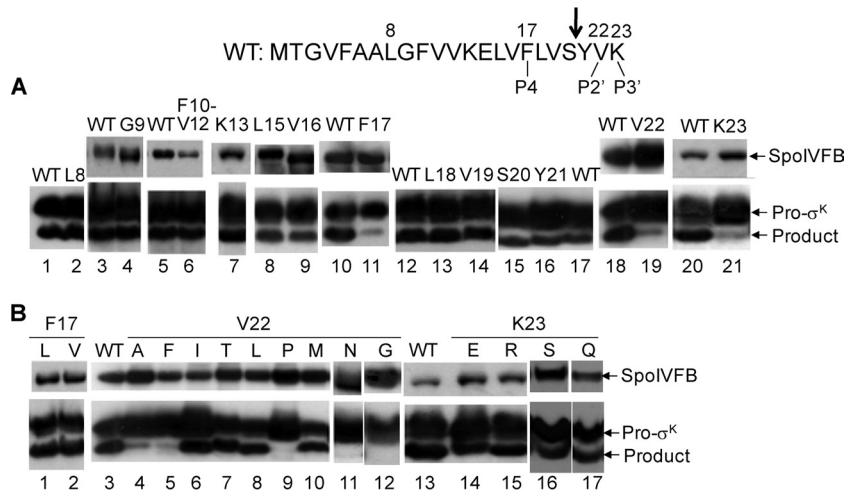 8 17 22 23
WT: MTGVFAALGFVVKELVFLVSYVK
P4 P2' P3'
A
F10-
WT G9 WT V12 K13 L15 V16 WT F17 WT V22 WT K23
SpoIVFB
WT L8 WT L18 V19 S20 Y21 WT
Pro-σᴷ
Product
1 2 3 4 5 6 7 8 9 10 11 12 13 14 15 16 17 18 19 20 21
B
F17 V22 K23
L V WT A F I T L P M N G WT E R S Q
SpoIVFB
Pro-σᴷ
Product
1 2 3 4 5 6 7 8 9 10 11 12 13 14 15 16 17